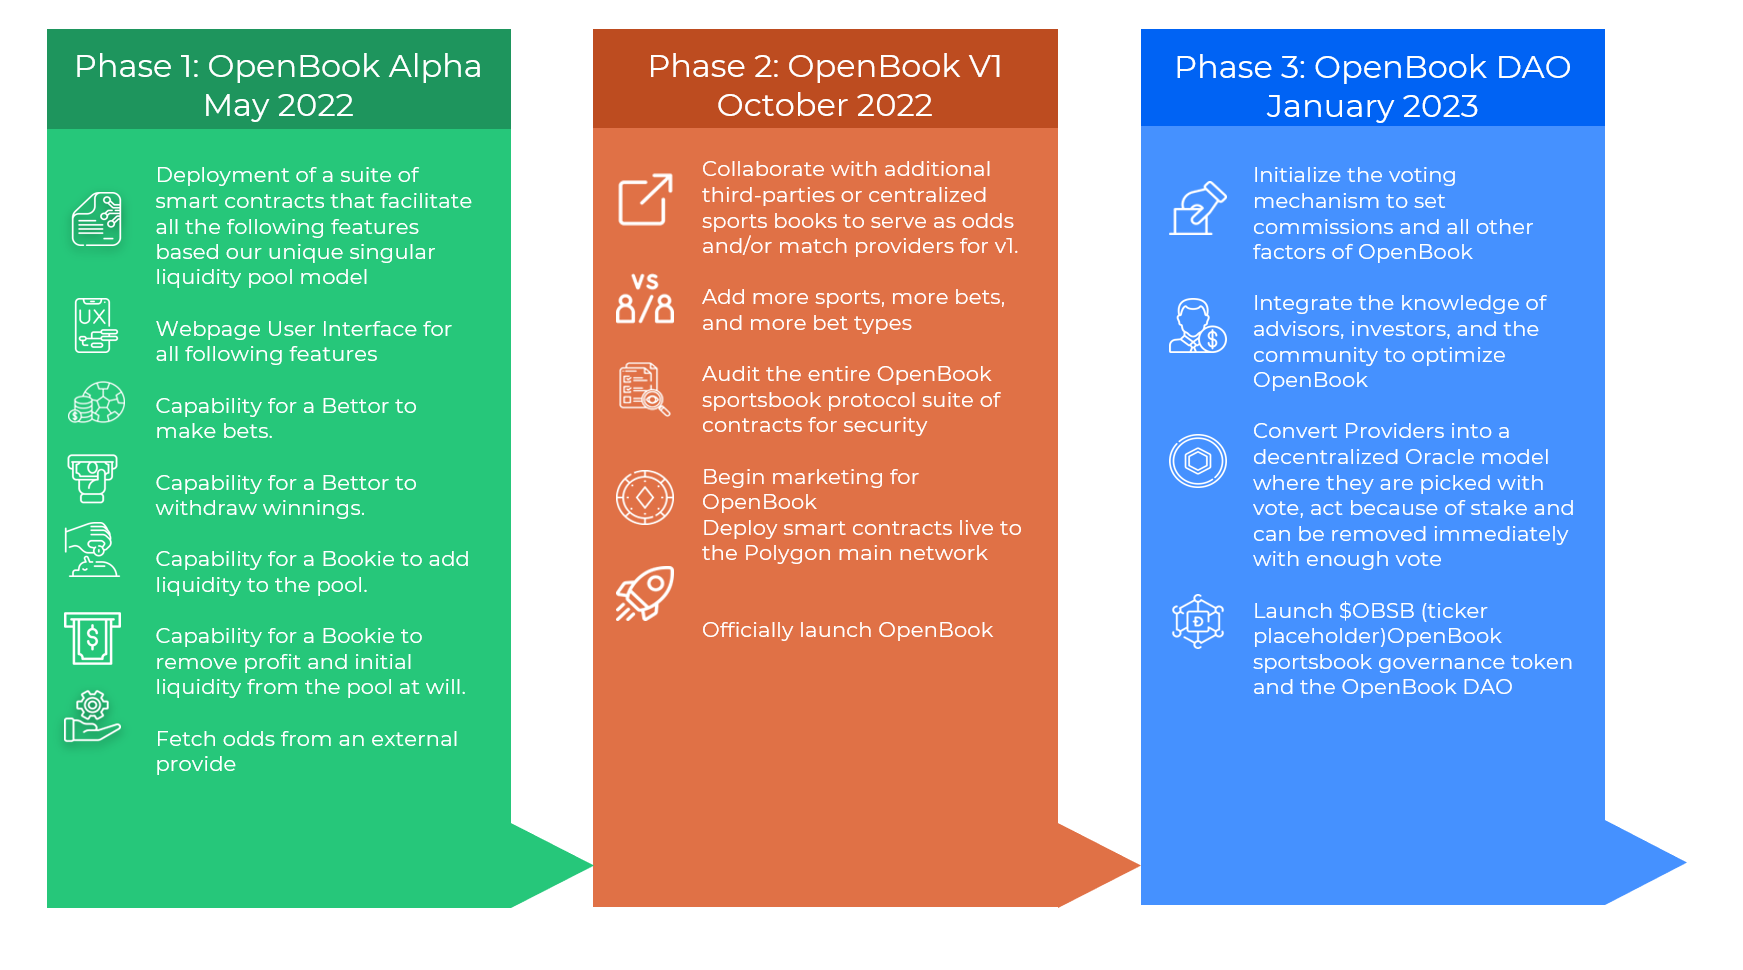 Phase 1: OpenBook Alpha
May 2022
Deployment of a suite of
smart contracts that facilitate
all the following features
based our unique singular
liquidity pool model
UX
Webpage User Interface for
all following features
Capability for a Bettor to
make bets.
Capability for a Bettor to
withdraw winnings.
Capability for a Bookie to add
liquidity to the pool.
Capability for a Bookie to
remove profit and initial
liquidity from the pool at will.
Fetch odds from an external
provide
Phase 2: OpenBook V1
October 2022
Collaborate with additional
third-parties or centralized
sports books to serve as odds
and/or match providers for v1.
VS
Add more sports, more bets,
and more bet types
Audit the entire OpenBook
sportsbook protocol suite of
contracts for security
Begin marketing for
OpenBook
Deploy smart contracts live to
the Polygon main network
Officially launch OpenBook
Phase 3: OpenBook DAO
January 2023
Initialize the voting
mechanism to set
commissions and all other
factors of OpenBook
Integrate the knowledge of
advisors, investors, and the
community to optimize
OpenBook
Convert Providers into a
decentralized Oracle model
where they are picked with
vote, act because of stake and
can be removed immediately
with enough vote
Launch $OBSB (ticker
placeholder)OpenBook
sportsbook governance token
and the OpenBook DAO